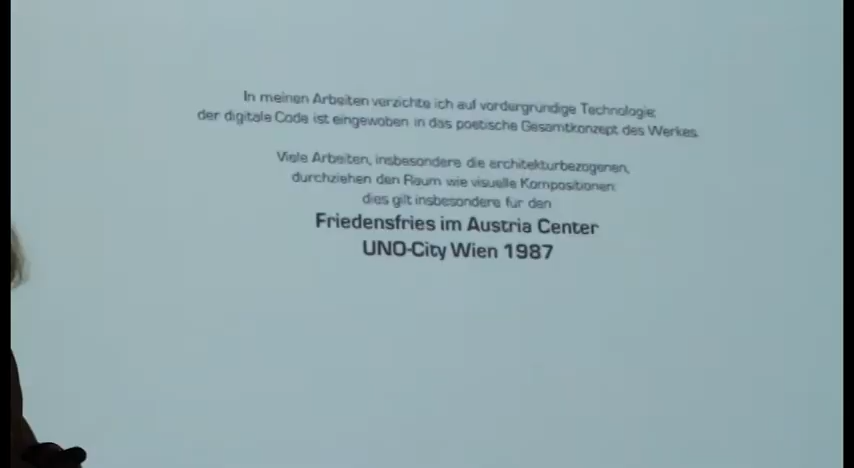 In meinen Arbeiten verzichte ich auf vordergründige Technologie;
der digitale Code ist eingewoben in das poetische Gesamtkonzept des Werkes.
Viele Arbeiten, insbesondere die architekturbezogenen,
durchziehen den Raum wie visuelle Kompositionen:
dies gilt insbesondere für den
Friedensfries im Austria Center
UNO-City Wien 1987